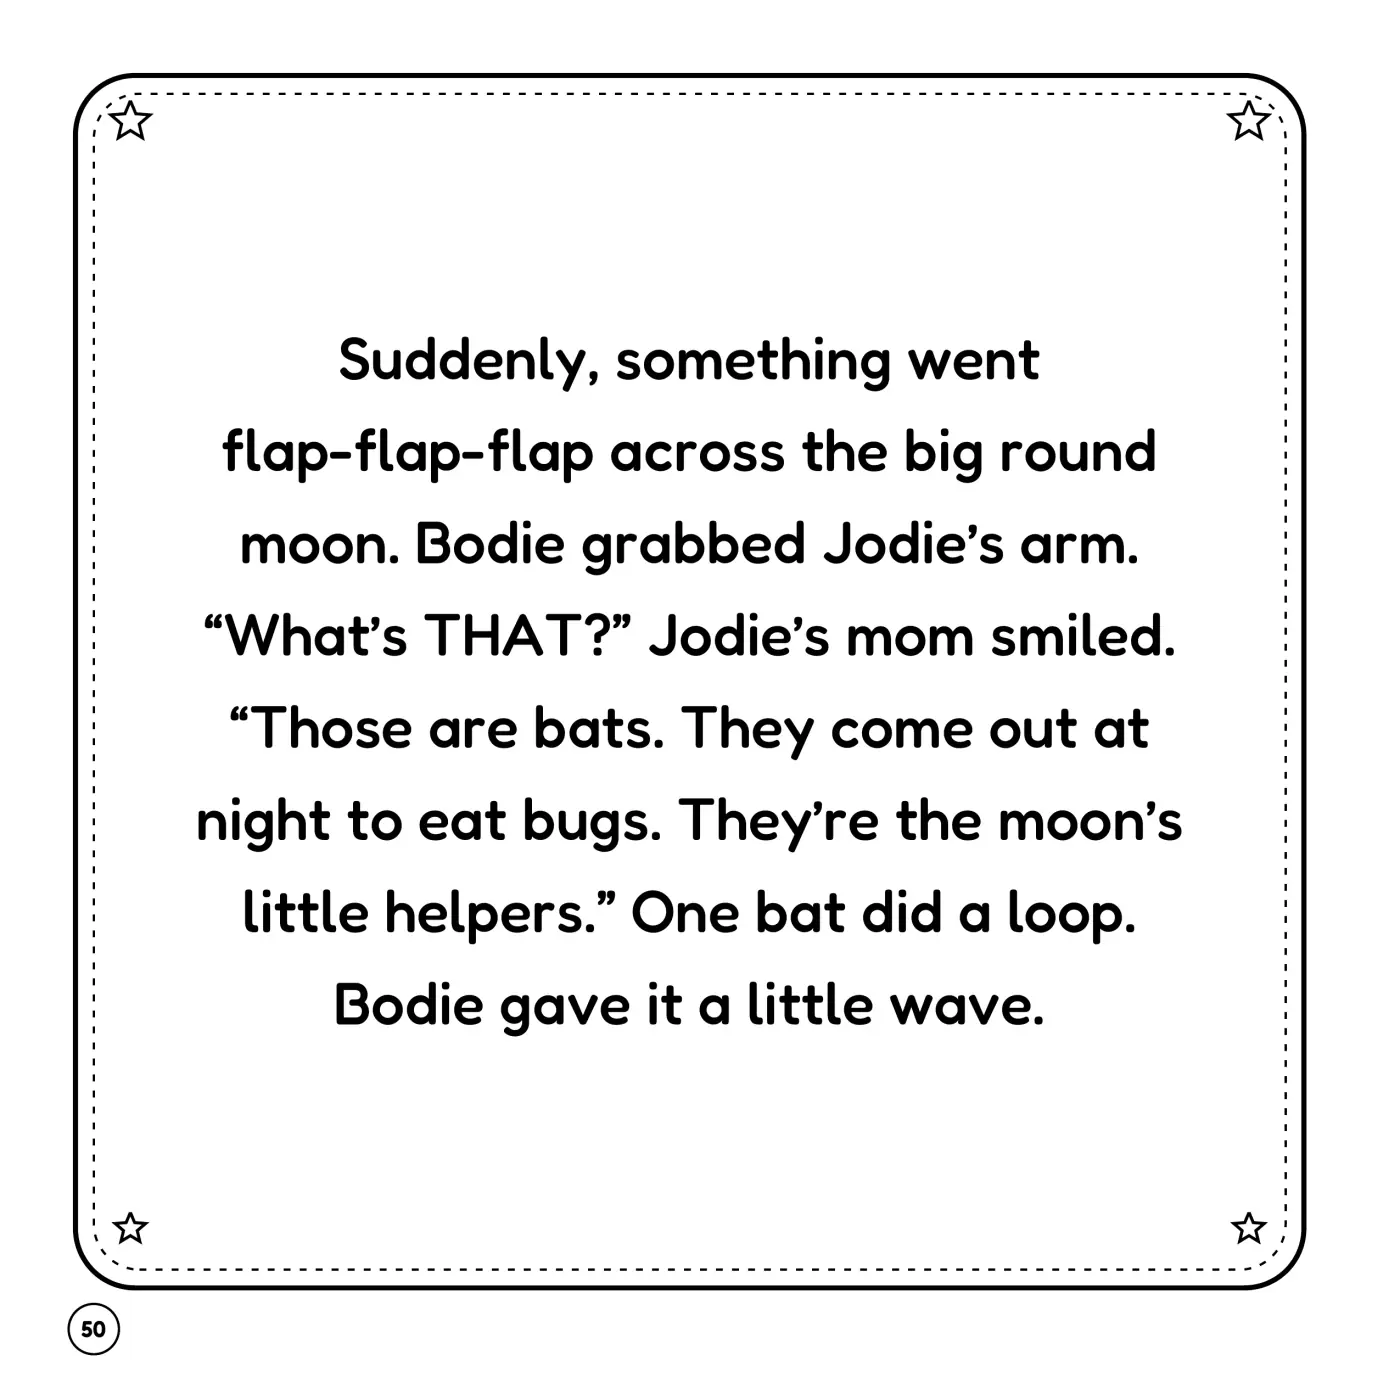 Suddenly, something went
flap-flap-flap across the big round
moon. Bodie grabbed Jodie’s arm.
“What’s THAT?” Jodie’s mom smiled.
“Those are bats. They come out at
night to eat bugs. They’re the moon’s
little helpers.” One bat did a loop.
Bodie gave it a little wave.
50